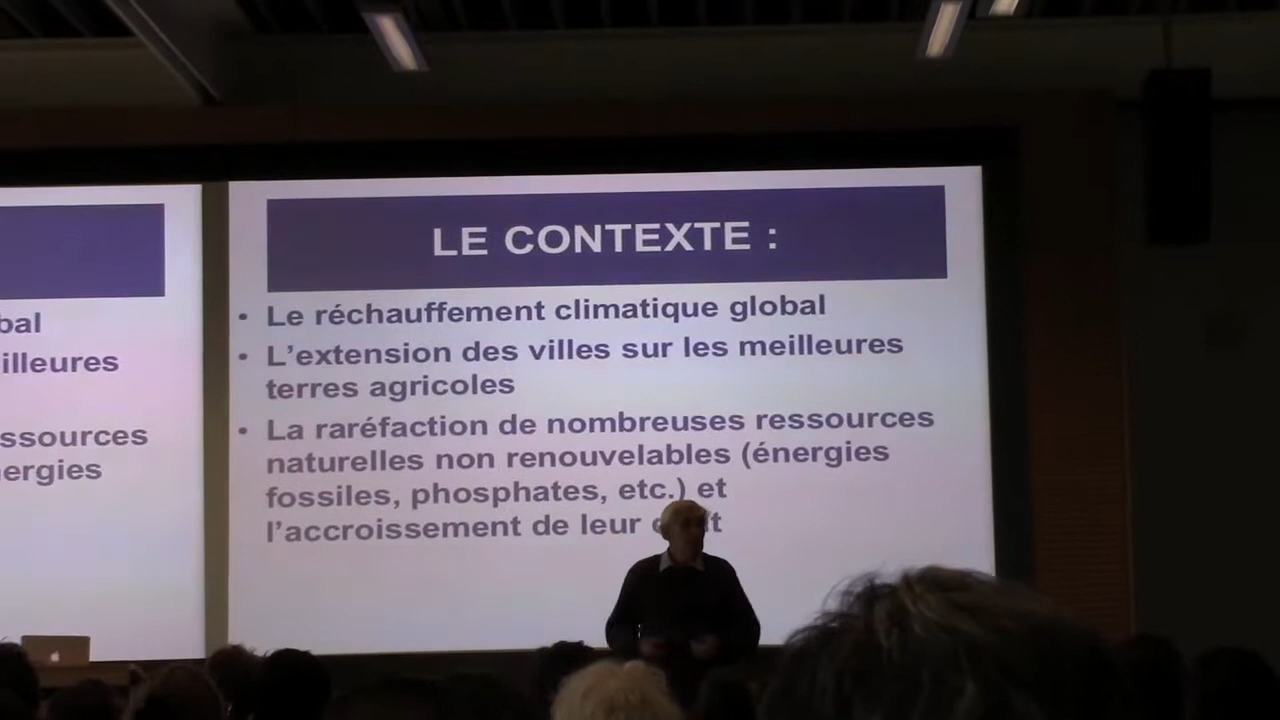 LE CONTEXTE :
• Le réchauffement climatique global
• L’extension des villes sur les meilleures
terres agricoles
• La raréfaction de nombreuses ressources
naturelles non renouvelables (énergies
fossiles, phosphates, etc.) et
l’accroissement de leur
bal
illeures
ssources
ergies